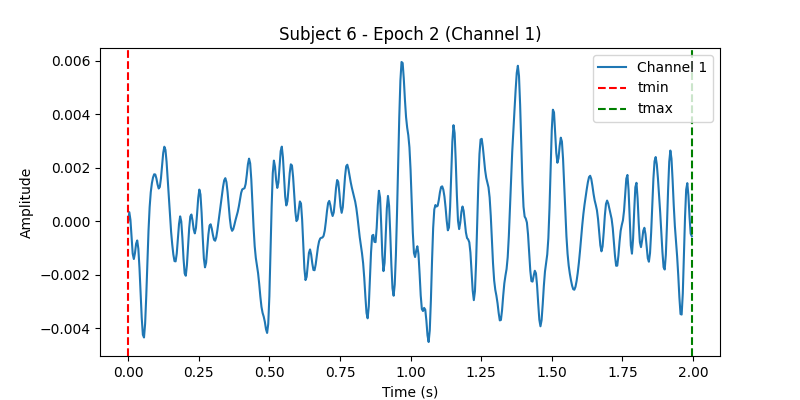 Subject 6 - Epoch 2 (Channel 1)
Channel 1
tmin
tmax
Amplitude
0.006
0.004
0.002
0.000
−0.002
−0.004
0.00 0.25 0.50 0.75 1.00 1.25 1.50 1.75 2.00
Time (s)